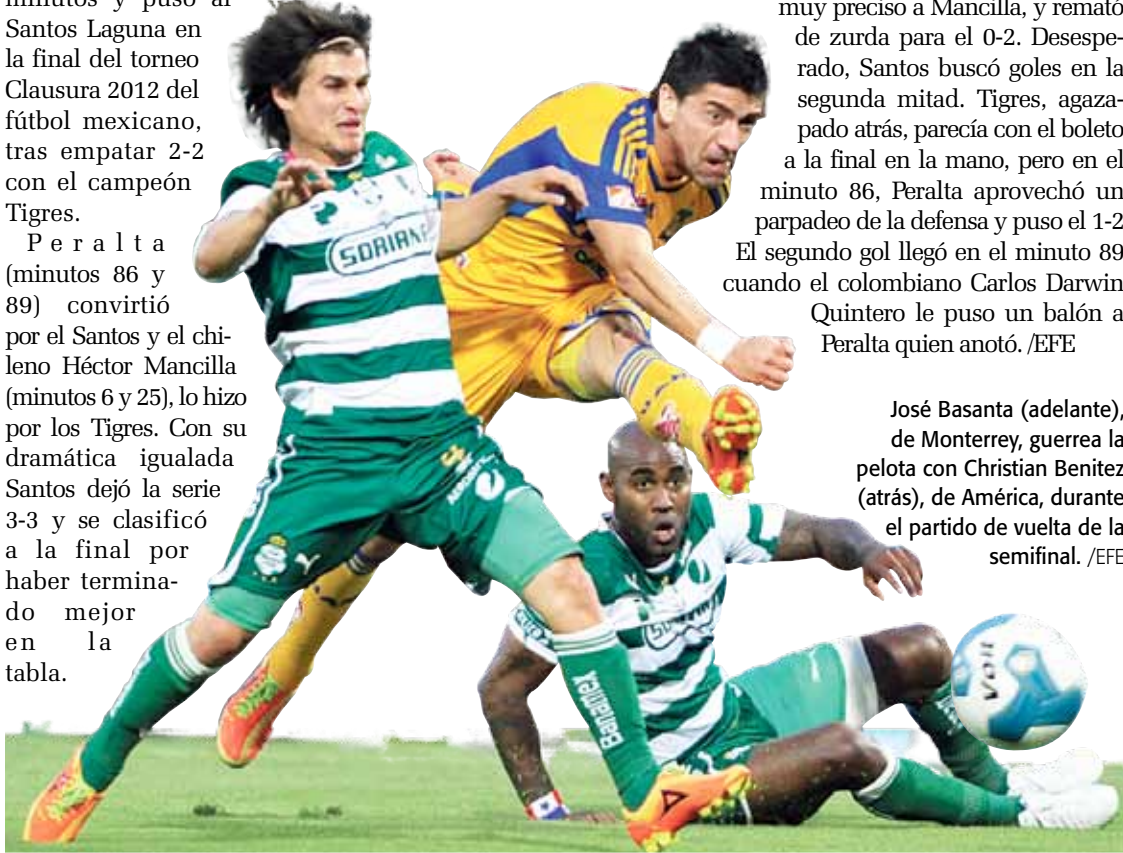 minutos y puso al
Santos Laguna en
la final del torneo
Clausura 2012 del
fútbol mexicano,
tras empatar 2-2
con el campeón
Tigres.
Peralta
(minutos 86 y
89) convirtió
por el Santos y el chi-
leno Héctor Mancilla
(minutos 6 y 25), lo hizo
por los Tigres. Con su
dramática igualada
Santos dejó la serie
3-3 y se clasificó
a la final por
haber termina-
do mejor
en la
tabla.
muy preciso a Mancilla, y remató
de zurda para el 0-2. Desespe-
rado, Santos buscó goles en la
segunda mitad. Tigres, agaza-
pado atrás, parecía con el boleto
a la final en la mano, pero en el
minuto 86, Peralta aprovechó un
parpadeo de la defensa y puso el 1-2
El segundo gol llegó en el minuto 89
cuando el colombiano Carlos Darwin
Quintero le puso un balón a
Peralta quien anotó. /EFE
José Basanta (adelante),
de Monterrey, guerrea la
pelota con Christian Benitez
(atrás), de América, durante
el partido de vuelta de la
semifinal. /EFE
SORIANA
Banamex
Voit